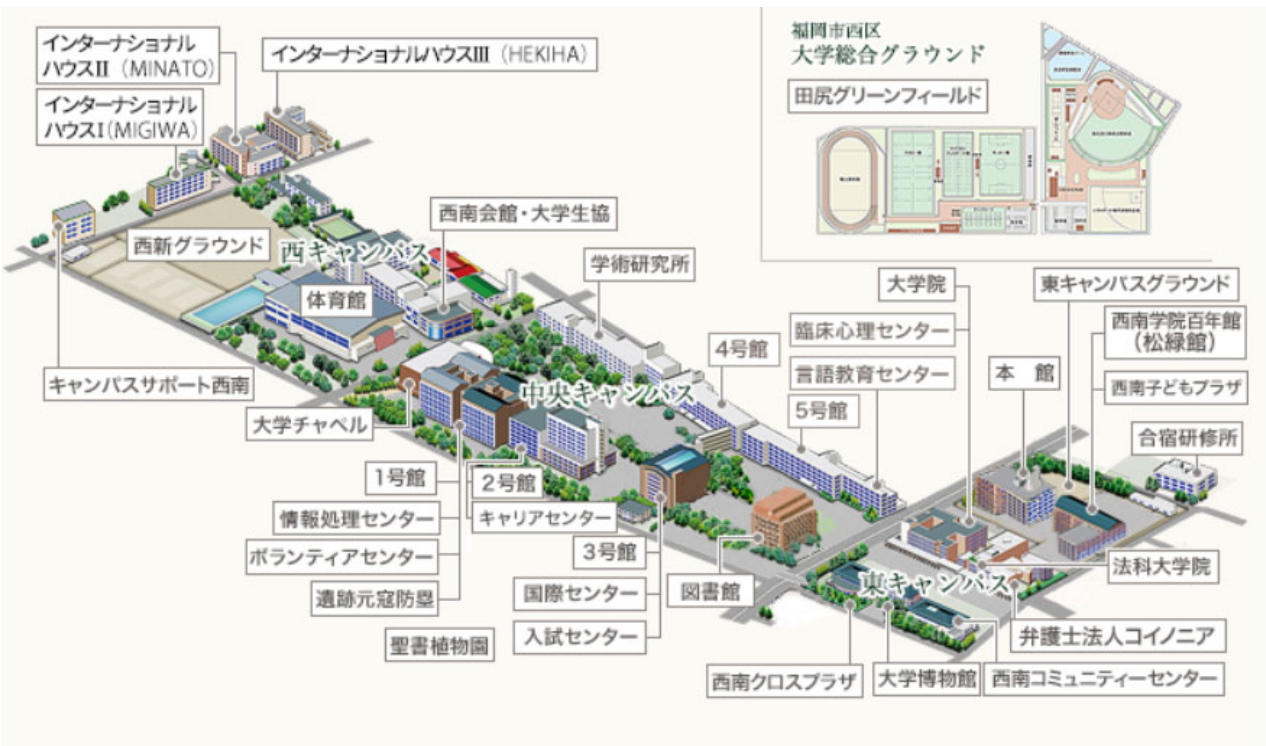 インターナショナル
ハウスⅡ（MINATO）
インターナショナルハウスⅢ（HEKIHA）
インターナショナル
ハウスⅠ(MIGIWA)
福岡市西区
大学総合グラウンド
田尻グリーンフィールド
西南会館・大学生協
西新グラウンド
西キャンパス
学術研究所
体育館
大学院
東キャンパスグラウンド
臨床心理センター
西南学院百年館
（松緑館）
4号館
言語教育センター
本　館
キャンパスサポート西南
中央キャンパス
西南子どもプラザ
5号館
大学チャペル
合宿研修所
1号館
2号館
情報処理センター
キャリアセンター
ボランティアセンター
3号館
法科大学院
遺跡元寇防塁
国際センター
図書館
東キャンパス
聖書植物園
入試センター
弁護士法人コイノニア
西南クロスプラザ
大学博物館
西南コミュニティーセンター